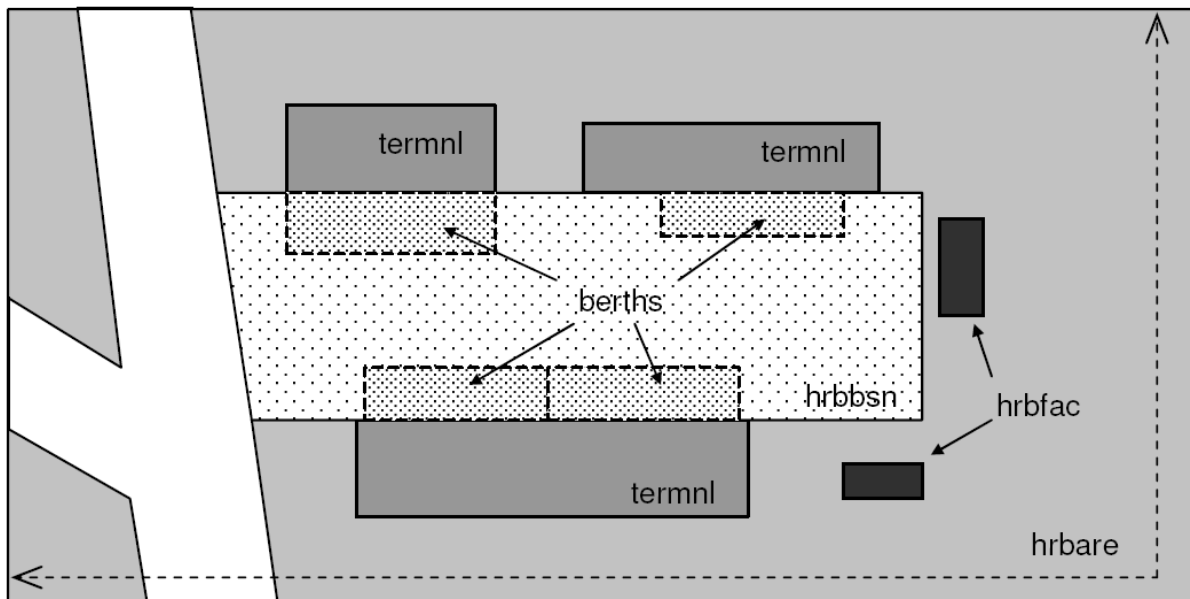 termnl
termnl
berths
hrbbsn
hrbfac
termnl
hrbare